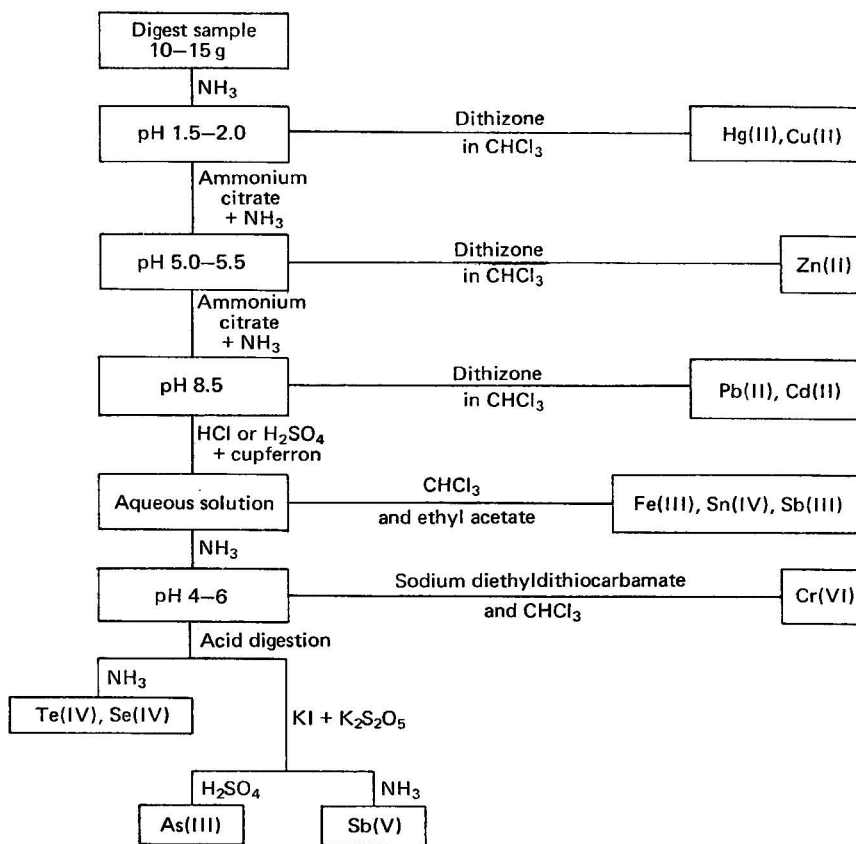 Digest sample
10–15 g
NH₃
pH 1.5–2.0
Dithizone
in CHCl₃
Hg(II), Cu(II)
Ammonium
citrate
+ NH₃
pH 5.0–5.5
Dithizone
in CHCl₃
Zn(II)
Ammonium
citrate
+ NH₃
pH 8.5
Dithizone
in CHCl₃
Pb(II), Cd(II)
HCl or H₂SO₄
+ cupferron
Aqueous solution
CHCl₃
and ethyl acetate
Fe(III), Sn(IV), Sb(III)
NH₃
pH 4–6
Sodium diethyldithiocarbamate
and CHCl₃
Cr(VI)
Acid digestion
NH₃
Te(IV), Se(IV)
KI + K₂S₂O₅
H₂SO₄
As(III)
NH₃
Sb(V)